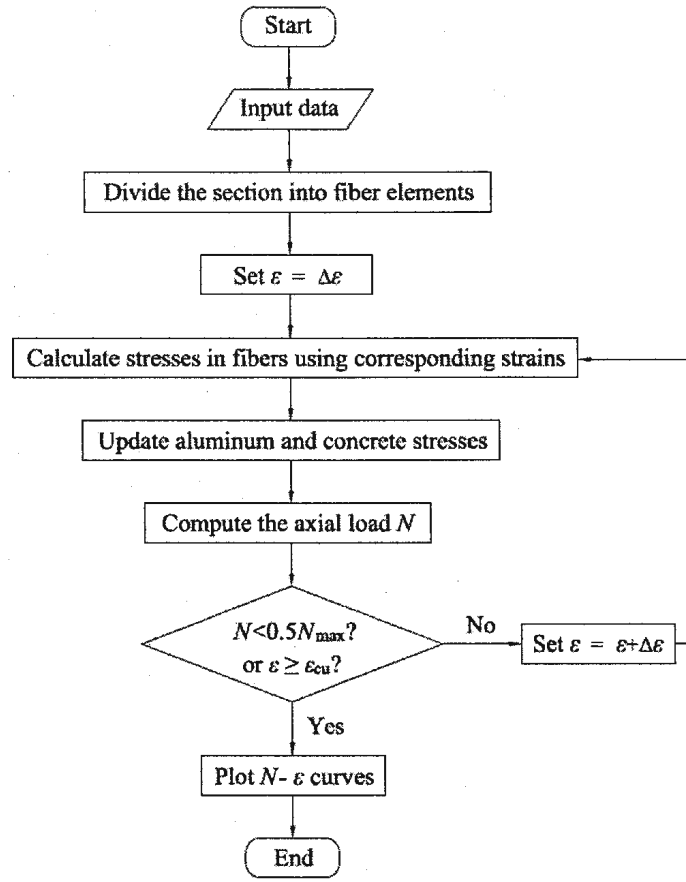 Start
Input data
Divide the section into fiber elements
Set ε = Δε
Calculate stresses in fibers using corresponding strains
Update aluminum and concrete stresses
Compute the axial load N
N<0.5Nmax?
or ε ≥ εcu?
No
Set ε = ε+Δε
Yes
Plot N- ε curves
End